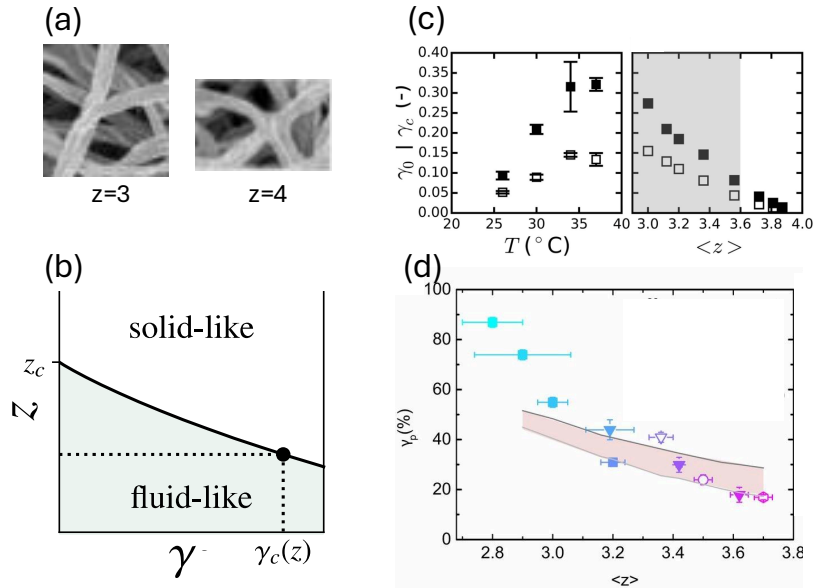 (a)
z=3
z=4
(b)
solid-like
z_c
z
fluid-like
γ
γ_c(z)
(c)
γ_0 | γ_c (-)
0.40
0.35
0.30
0.25
0.20
0.15
0.10
0.05
0.00
20 25 30 35 40
T (°C)
3.0 3.2 3.4 3.6 3.8 4.0
<z>
(d)
γ_p(%)
100
80
60
40
20
0
2.8 3.0 3.2 3.4 3.6 3.8
<z>